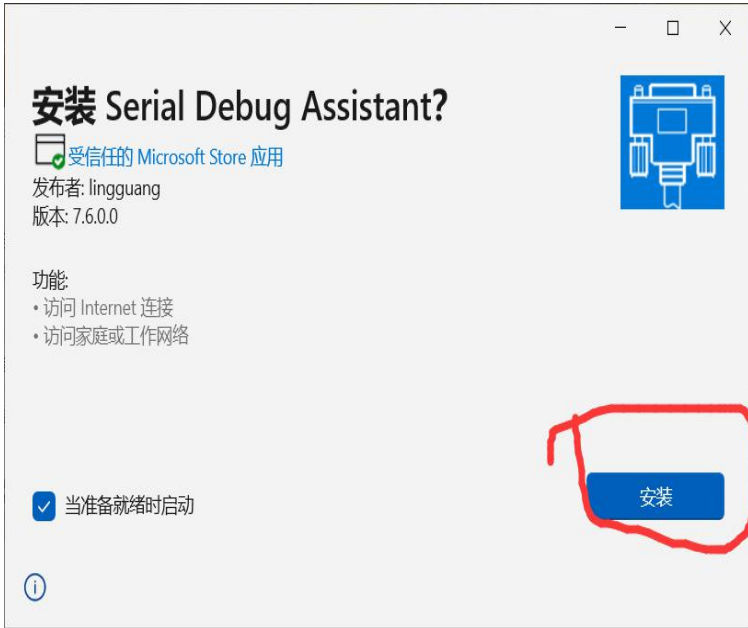 安装 Serial Debug Assistant?
受信任的 Microsoft Store 应用
发布者: lingguang
版本: 7.6.0.0
功能:
• 访问 Internet 连接
• 访问家庭或工作网络
安装
当准备就绪时启动